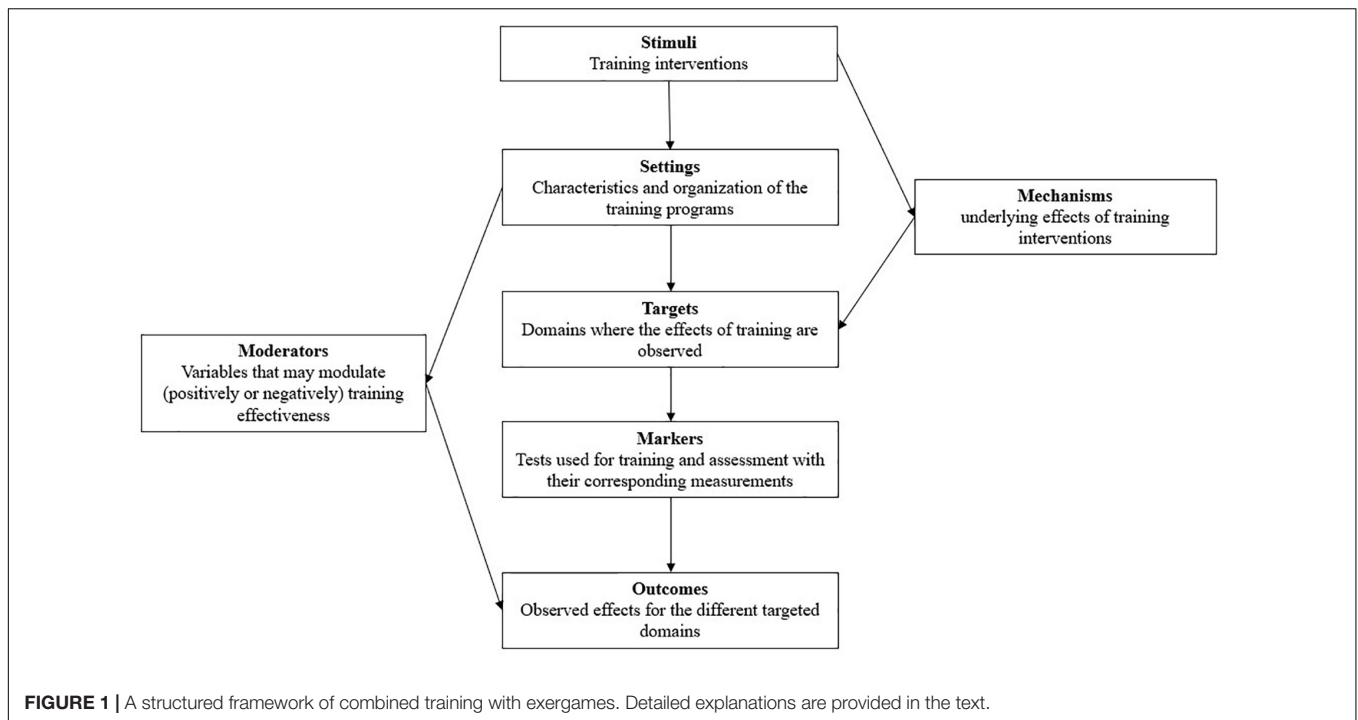 Stimuli
Training interventions
Settings
Characteristics and organization of the
training programs
Mechanisms
underlying effects of training
interventions
Targets
Domains where the effects of training are
observed
Moderators
Variables that may modulate
(positively or negatively) training
effectiveness
Markers
Tests used for training and assessment with
their corresponding measurements
Outcomes
Observed effects for the different targeted
domains
FIGURE 1 | A structured framework of combined training with exergames. Detailed explanations are provided in the text.